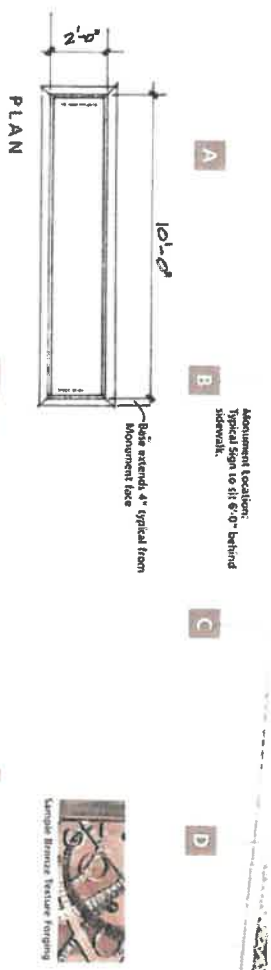 A
B
C
D
Monument Location:
Typical Sign to sit 6'-0" behind
sidewalk.
10'-0"
2'-0"
Base extends 4" typical from
Monument face
PLAN
Sample Bronze Texture Forging